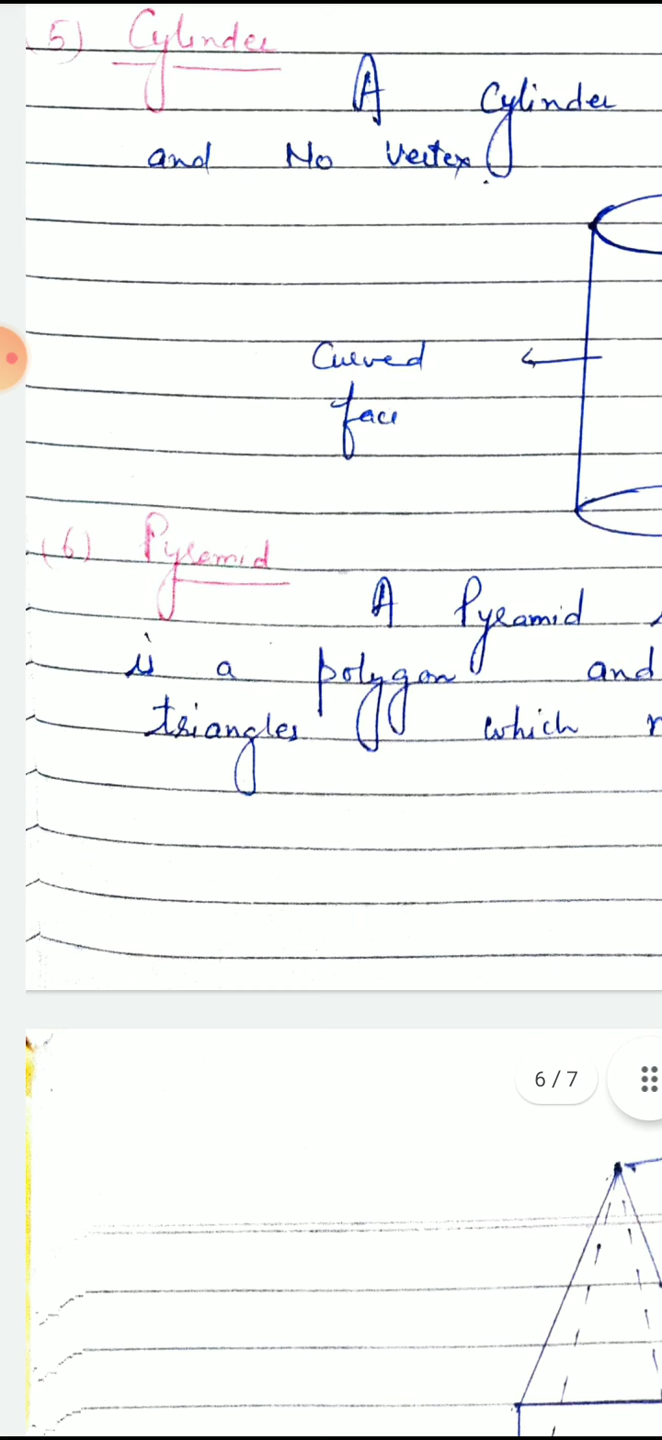 5) Cylinder
A Cylinder
and No Vertex.
Curved
face
(6) Pyramid
A Pyramid
is a polygon and
triangles which
6 / 7